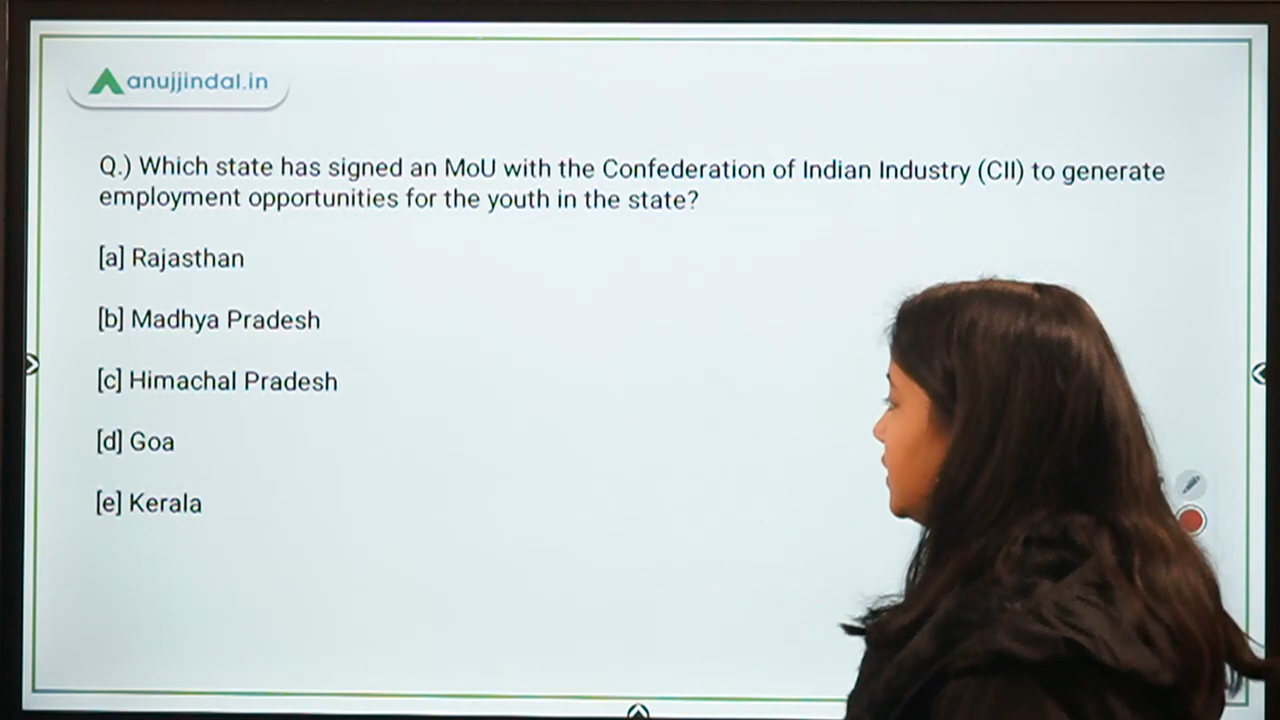 anujjindal.in
Q.) Which state has signed an MoU with the Confederation of Indian Industry (CII) to generate
employment opportunities for the youth in the state?
[a] Rajasthan
[b] Madhya Pradesh
[c] Himachal Pradesh
[d] Goa
[e] Kerala